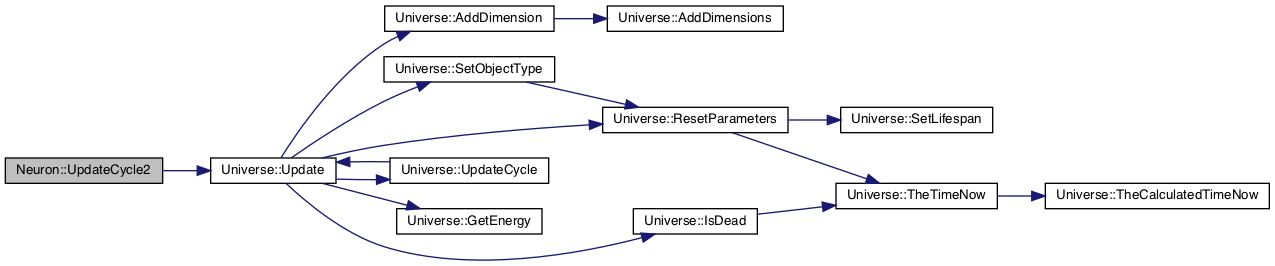 Neuron::UpdateCycle2
Universe::Update
Universe::AddDimension
Universe::AddDimensions
Universe::SetObjectType
Universe::ResetParameters
Universe::SetLifespan
Universe::UpdateCycle
Universe::GetEnergy
Universe::IsDead
Universe::TheTimeNow
Universe::TheCalculatedTimeNow